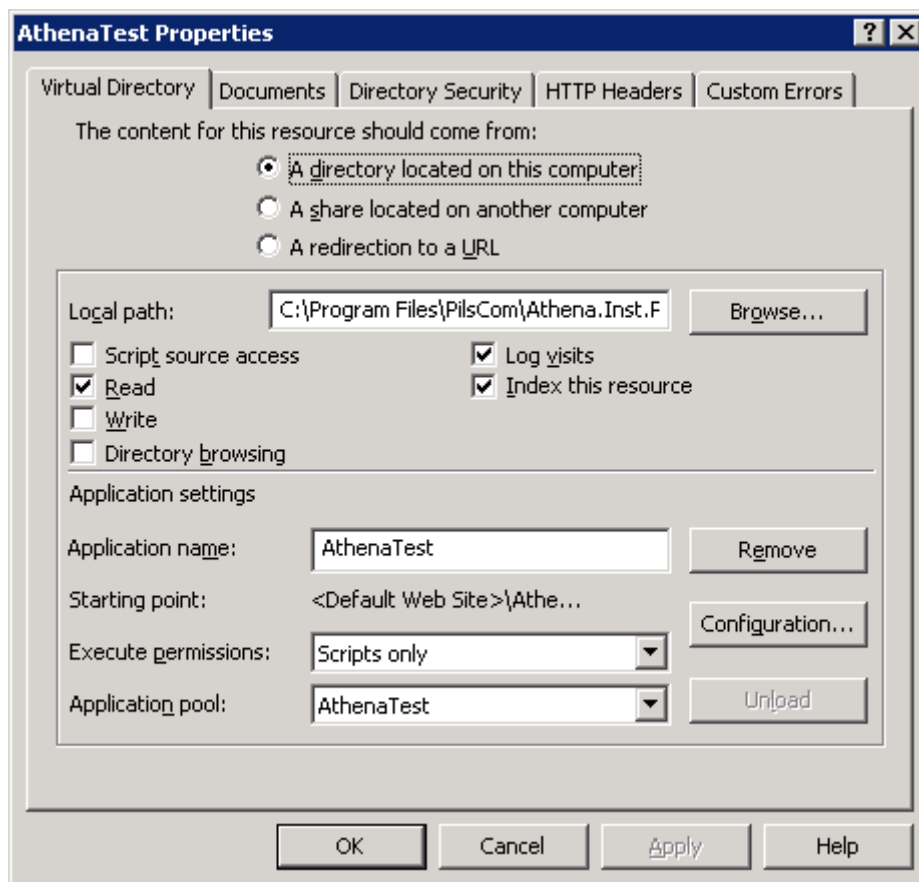 AthenaTest Properties
Virtual Directory Documents Directory Security HTTP Headers Custom Errors
The content for this resource should come from:
A directory located on this computer
A share located on another computer
A redirection to a URL
Local path: C:\Program Files\PilsCom\Athena.Inst.F Browse...
Script source access Log visits
Read Index this resource
Write
Directory browsing
Application settings
Application name: AthenaTest Remove
Starting point: <Default Web Site>\Athe...
Configuration...
Execute permissions: Scripts only
Application pool: AthenaTest Unload
OK Cancel Apply Help